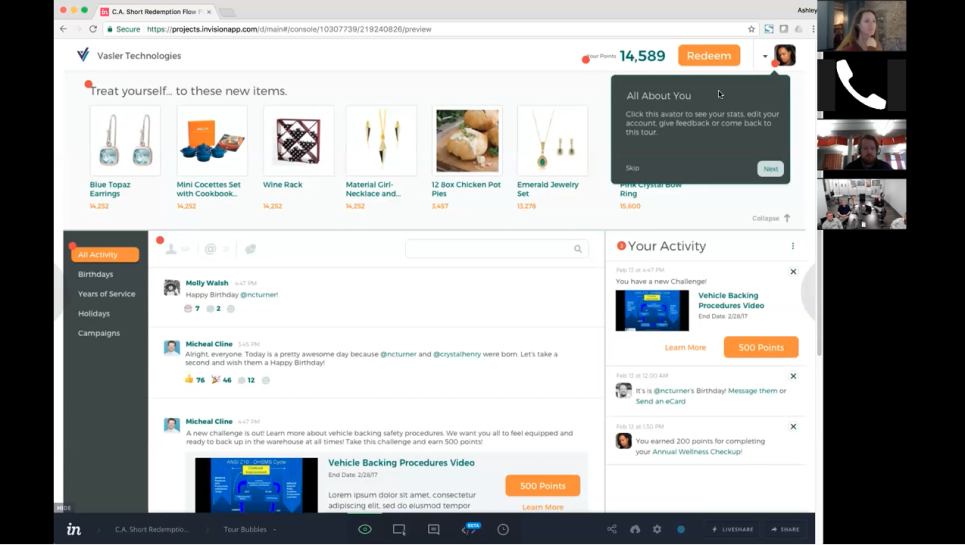 C.A. Short Redemption Flow F
Ashley
Secure
https://projects.invisionapp.com/d/main#/console/10307739/219240826/preview
Vasler Technologies
Your Points 14,589
Redeem
Treat yourself... to these new items.
All About You
Click this avator to see your stats, edit your
account, give feedback or come back to
this tour.
Skip
Next
Blue Topaz
Earrings
14,252
Mini Cocettes Set
with Cookbook...
14,252
Wine Rack
14,252
Material Girl-
Necklace and...
14,252
12 8ox Chicken Pot
Pies
3,457
Emerald Jewelry
Set
13,278
Pink Crystal Bow
Ring
15,600
Collapse
All Activity
Birthdays
Years of Service
Holidays
Campaigns
@
Molly Walsh 4:47 PM
Happy Birthday @ncturner!
7 2
Micheal Cline 3:45 PM
Alright, everyone. Today is a pretty awesome day because @ncturner and @crystalhenry were born. Let's take a
second and wish them a Happy Birthday!
76 46 12
Micheal Cline 4:47 PM
A new challenge is out! Learn more about vehicle backing safety procedures. We want you all to feel equipped and
ready to back up in the warehouse at all times! Take this challenge and earn 500 points!
Vehicle Backing Procedures Video
End Date: 2/28/17
Lorem ipsum dolor sit amet, consectetur
adipiscing elit, sed do eiusmod tempor
500 Points
Learn More
3 Your Activity
Feb 13 at 4:47 PM
You have a new Challenge!
Vehicle Backing
Procedures Video
End Date: 2/28/17
Learn More
500 Points
Feb 13 at 12:00 AM
It's is @ncturner's Birthday! Message them or
Send an eCard
Feb 12 at 1:50 PM
You earned 200 points for completing
your Annual Wellness Checkup!
HIDE
in
C.A. Short Redemptio...
Tour Bubbles
BETA
LIVESHARE
SHARE